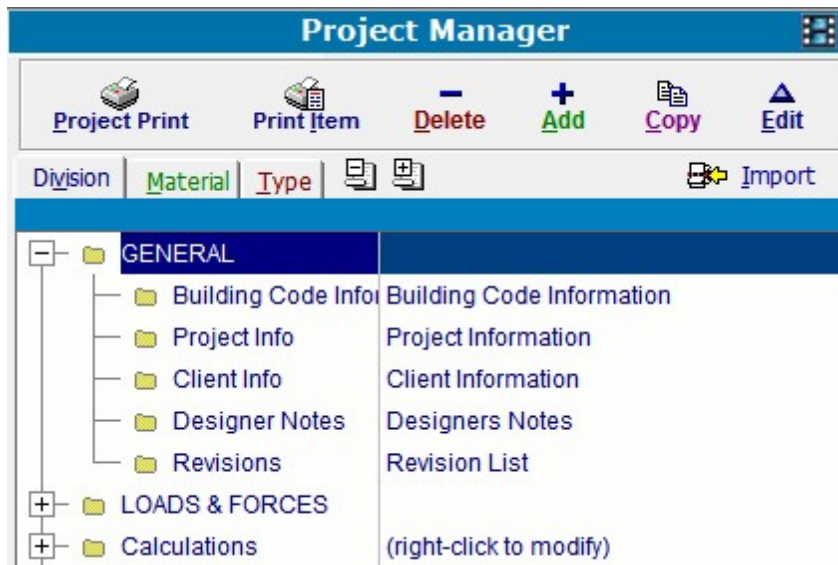 Project Manager
Project Print Print Item Delete Add Copy Edit
Division Material Type Import
GENERAL
Building Code Infor Building Code Information
Project Info Project Information
Client Info Client Information
Designer Notes Designers Notes
Revisions Revision List
LOADS & FORCES
Calculations (right-click to modify)